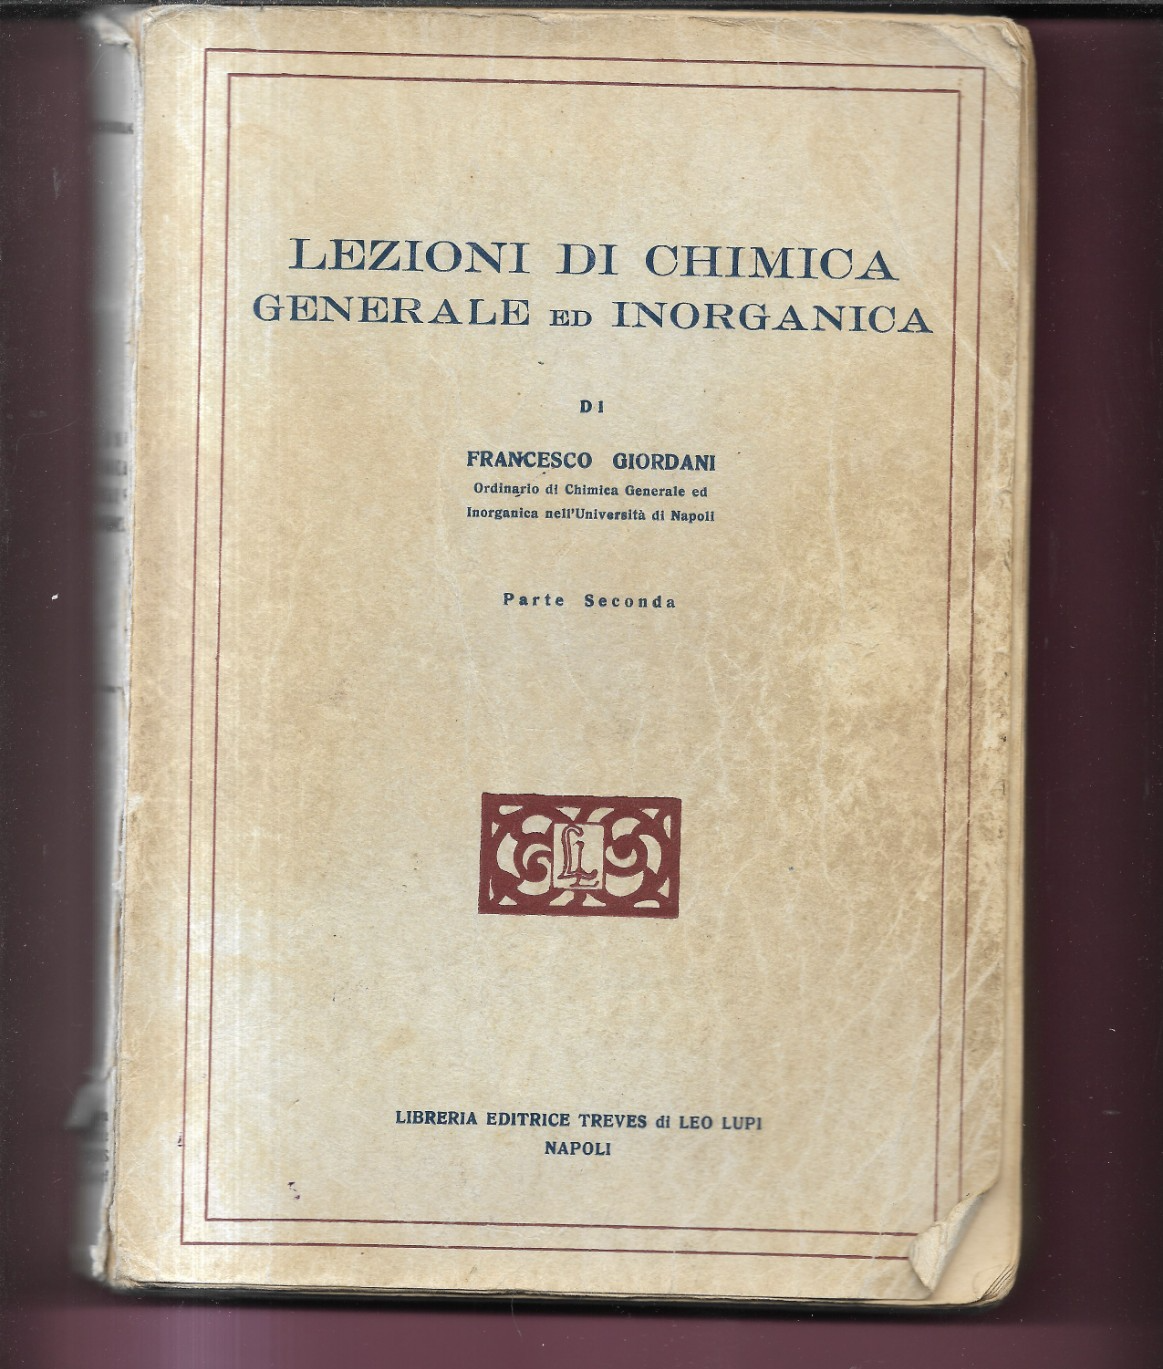 LEZIONI DI CHIMICA
GENERALE ED INORGANICA
DI
FRANCESCO GIORDANI
Ordinario di Chimica Generale ed
Inorganica nell'Università di Napoli
Parte Seconda
LL
LIBRERIA EDITRICE TREVES di LEO LUPI
NAPOLI